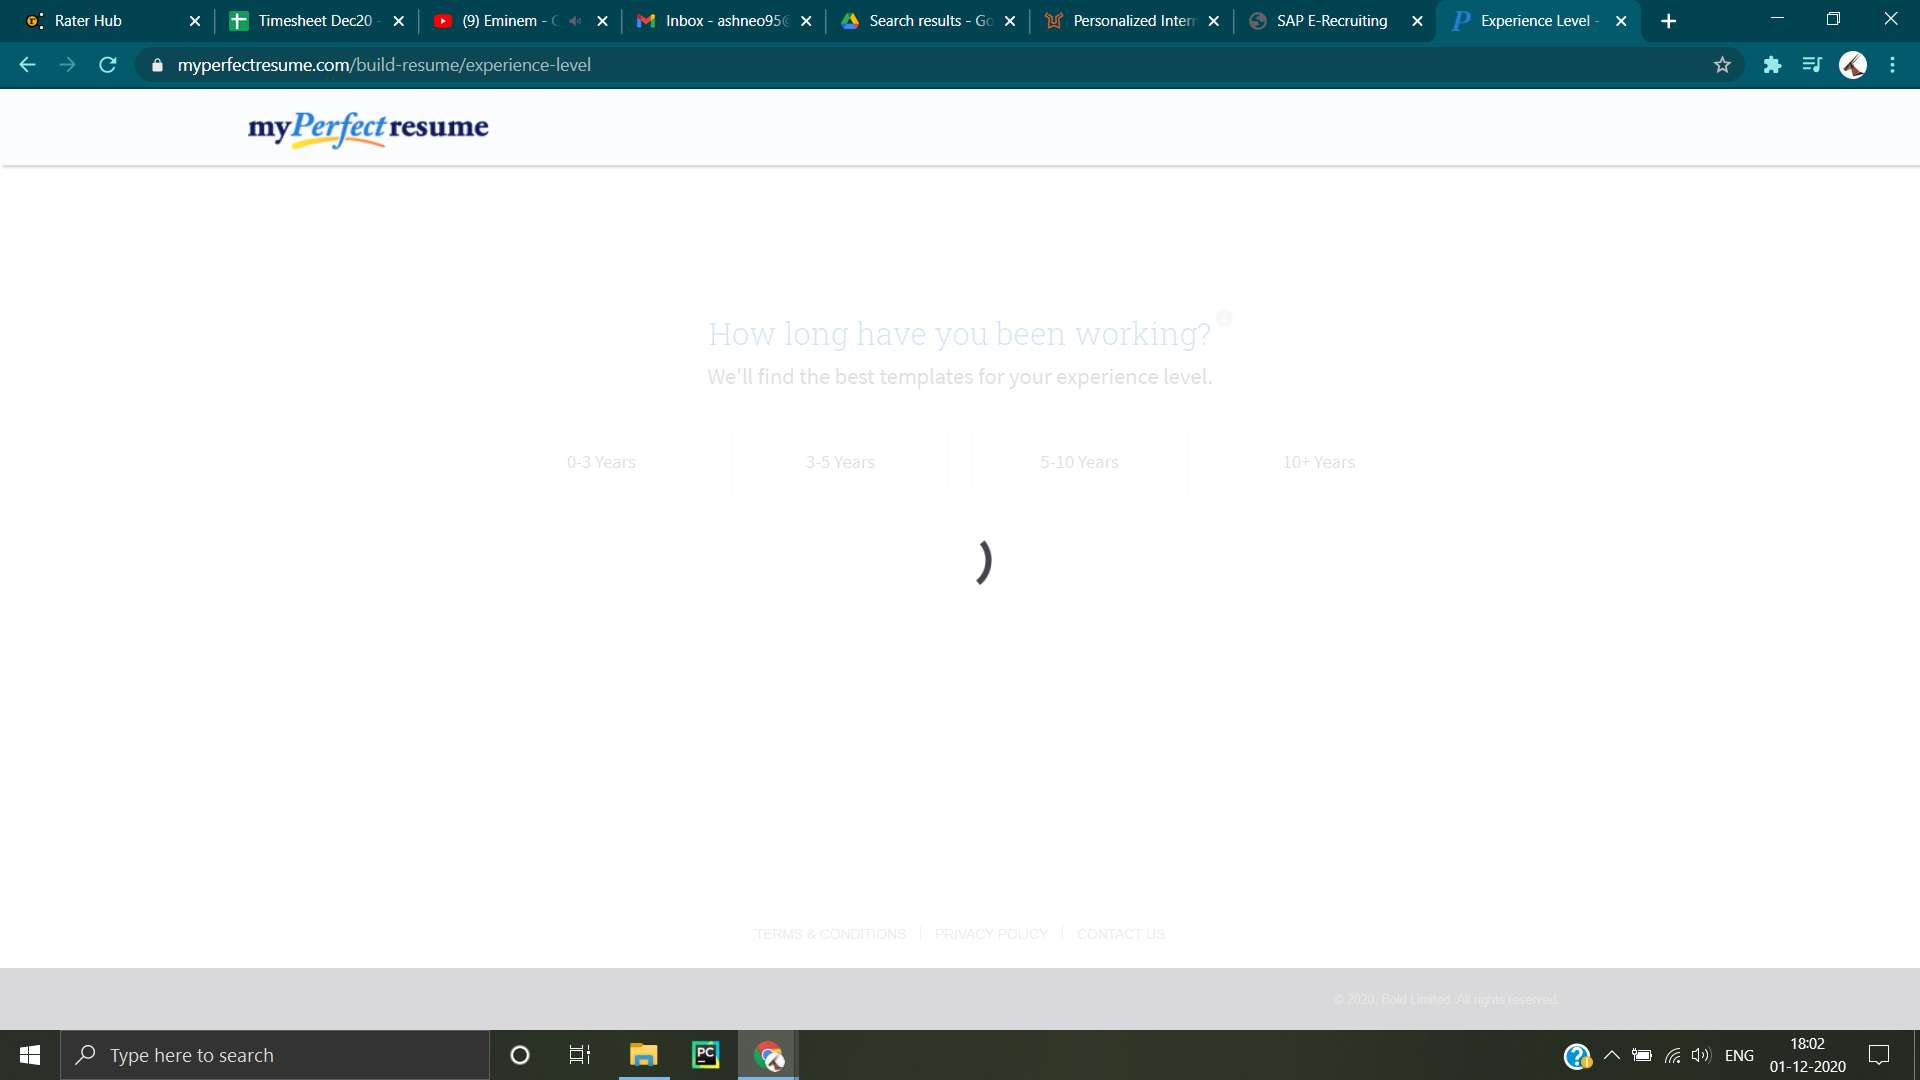 Rater Hub
Timesheet Dec20 -
(9) Eminem -
Inbox - ashneo95@
Search results - Go
Personalized Intern
SAP E-Recruiting
Experience Level -
myperfectresume.com/build-resume/experience-level
myPerfectresume
How long have you been working?
We'll find the best templates for your experience level.
0-3 Years
3-5 Years
5-10 Years
10+ Years
TERMS & CONDITIONS
PRIVACY POLICY
CONTACT US
© 2020, Bold Limited. All rights reserved.
Type here to search
PC
ENG
18:02
01-12-2020